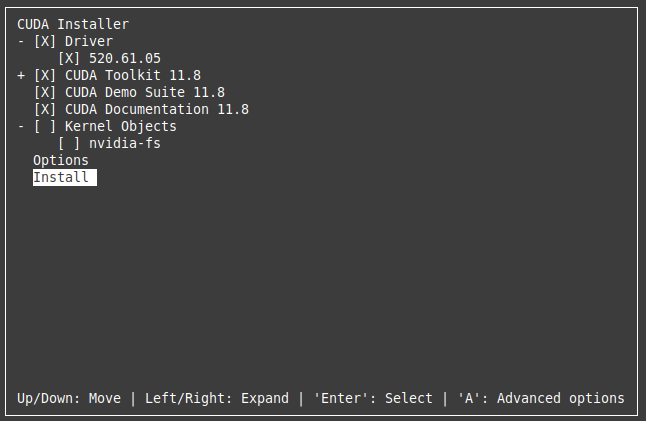 CUDA Installer
- [X] Driver
[X] 520.61.05
+ [X] CUDA Toolkit 11.8
[X] CUDA Demo Suite 11.8
[X] CUDA Documentation 11.8
- [ ] Kernel Objects
[ ] nvidia-fs
Options
Install
Up/Down: Move | Left/Right: Expand | 'Enter': Select | 'A': Advanced options